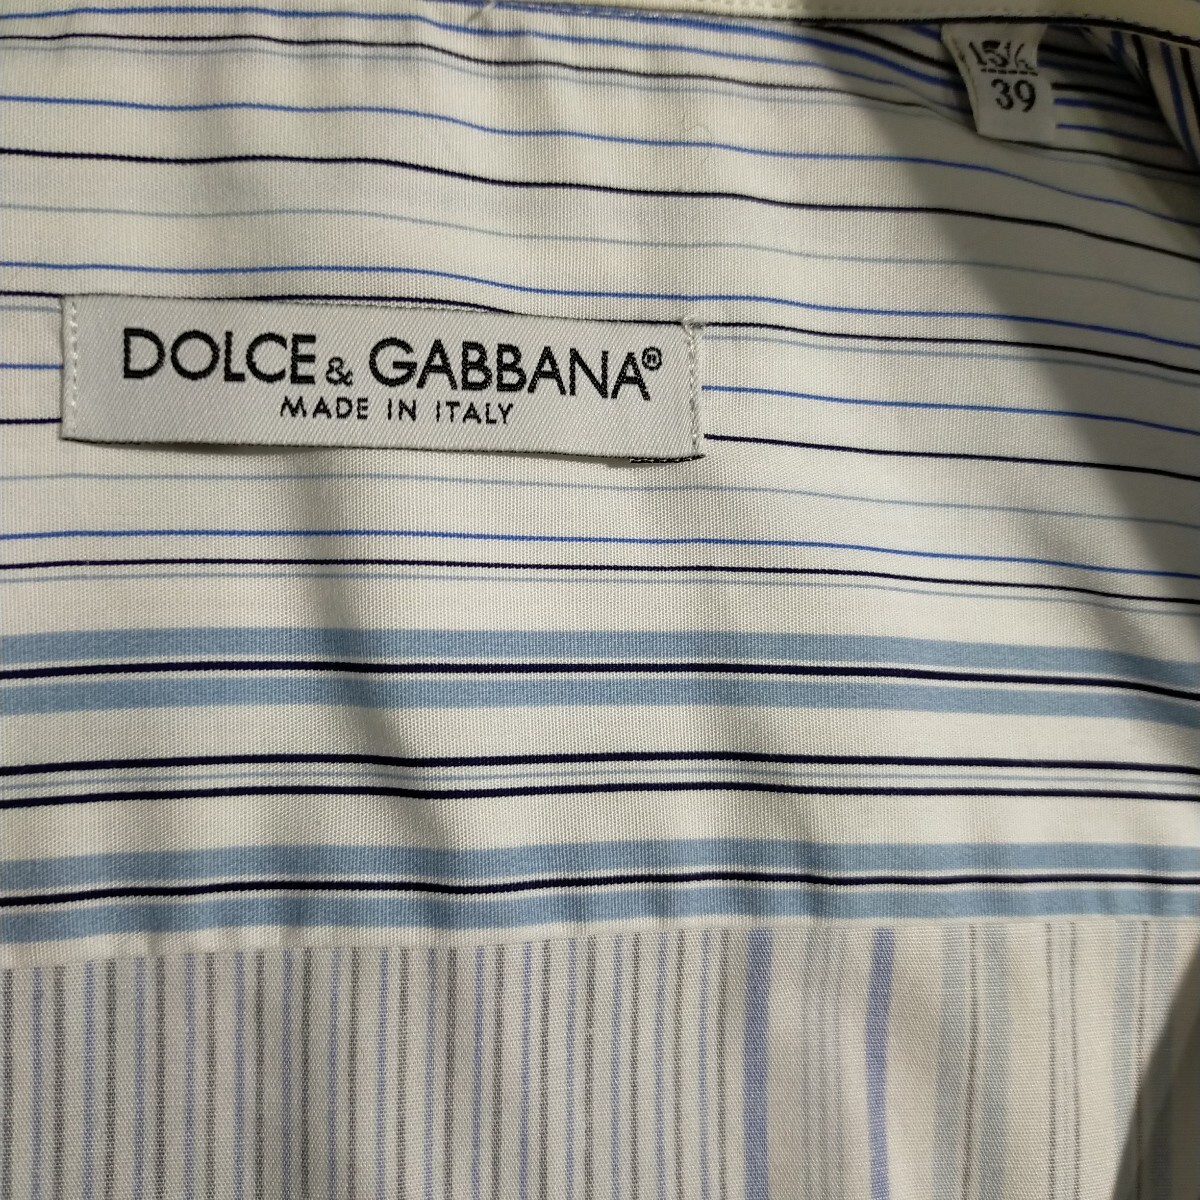 15½
39
DOLCE & GABBANA®
MADE IN ITALY